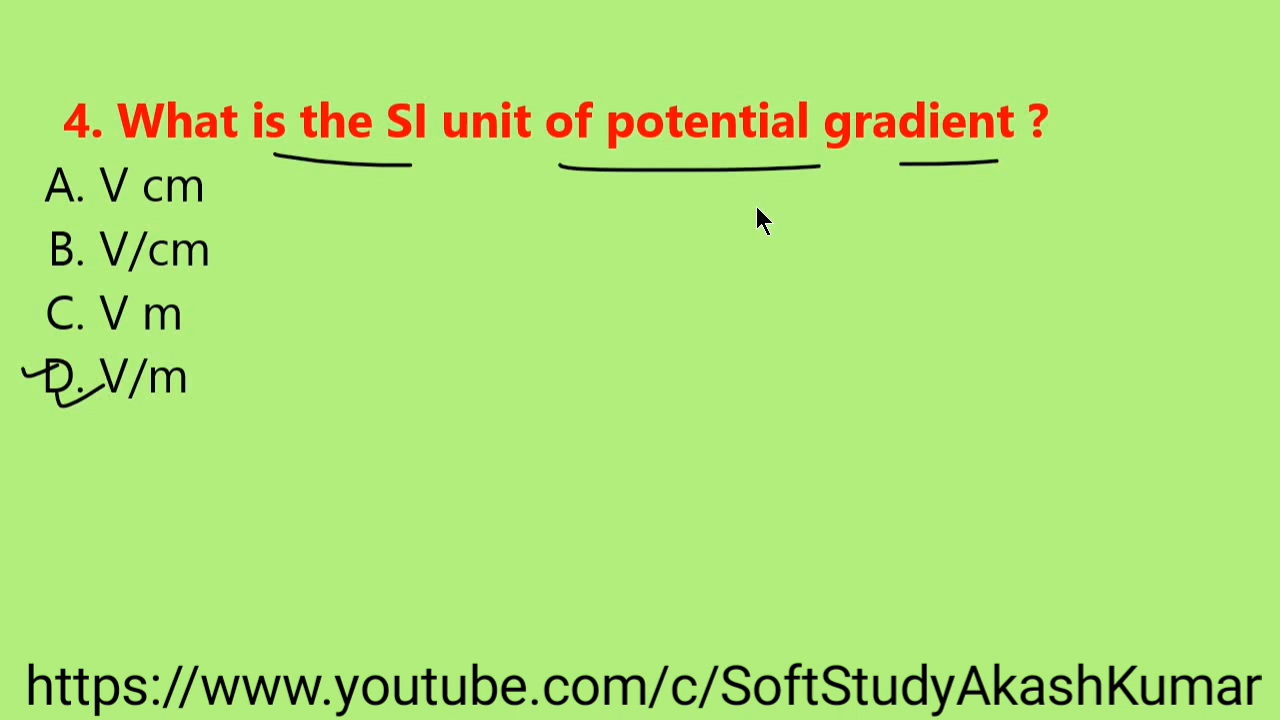 4. What is the SI unit of potential gradient ?
A. V cm
B. V/cm
C. V m
D. V/m
https://www.youtube.com/c/SoftStudyAkashKumar